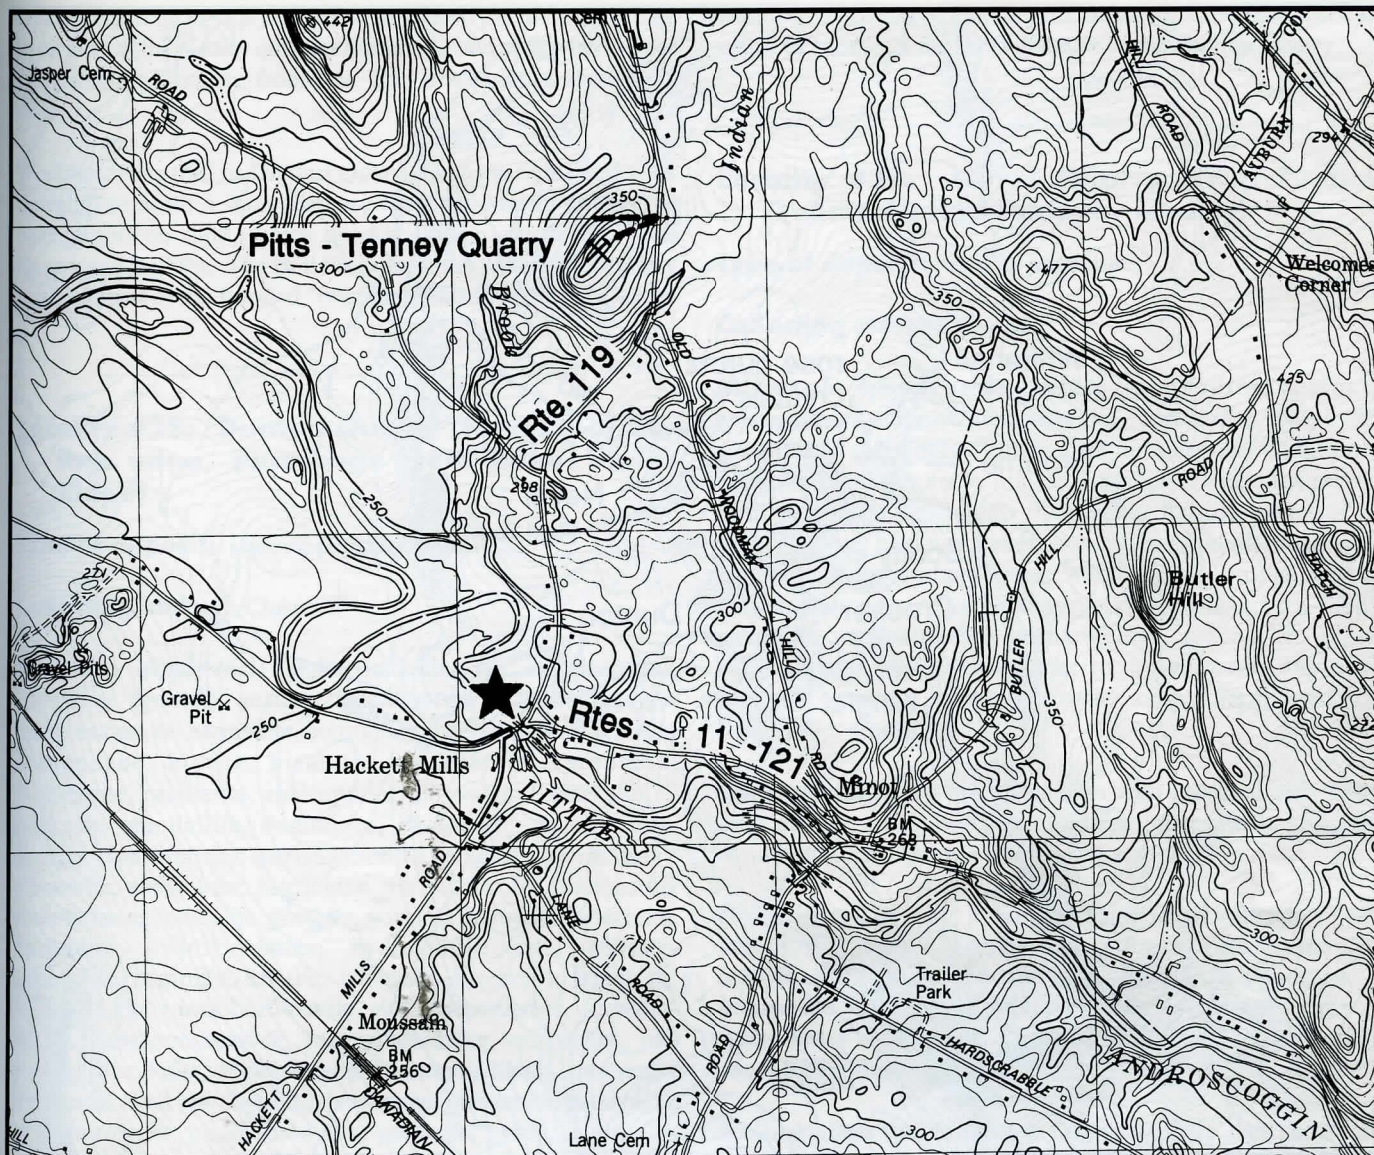 442
Cem
Jasper Cem
ROAD
HILL
ROAD
AUBURN
294
Indian
350
Pitts - Tenney Quarry
300
477
Welcomes
Corner
350
Brook
OLD
Rte. 119
425
ROAD
250
298
WOODMAN
HILL
HILL
HATCH
271
Butler
Hill
300
Gravel Pits
Gravel
Pit
250
BUTLER
350
Rtes. 11 -121
RD
Hackett Mills
LITTLE
Minot
BM
268
ROAD
LANE
ROAD
300
MILLS
Trailer
Park
Moussam
BM
256
ROAD
HARDSCRABBLE
ANDROSCOGGIN
HACKETT
CANADIAN
HILL
Lane Cem
300